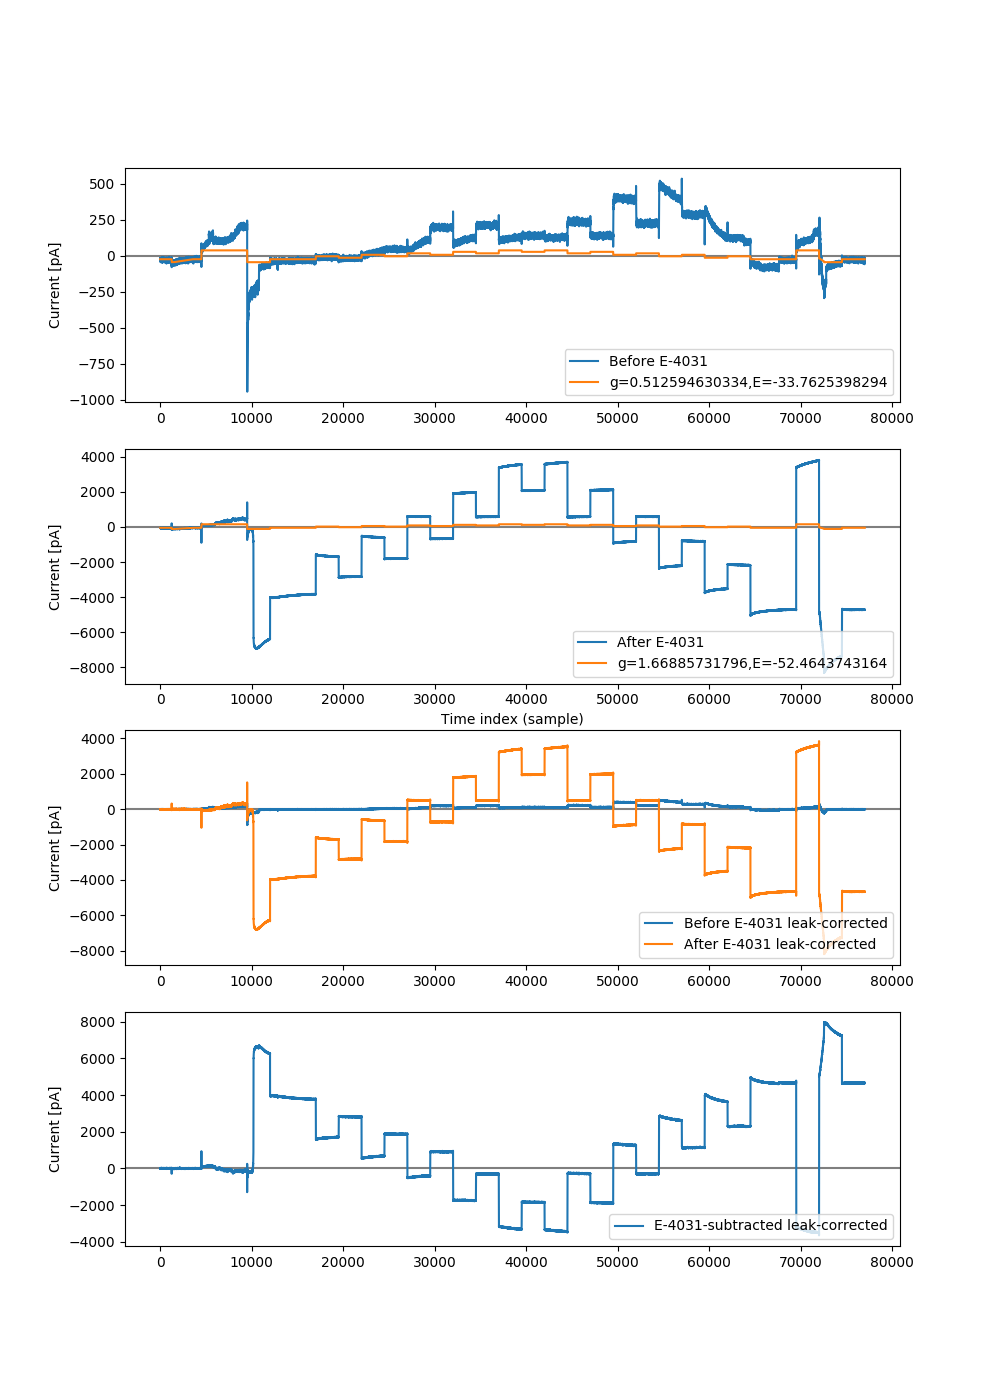 500
250
0
−250
−500
−750
−1000
Current [pA]
Before E-4031
g=0.512594630334,E=-33.7625398294
0 10000 20000 30000 40000 50000 60000 70000 80000
4000
2000
0
−2000
−4000
−6000
−8000
Current [pA]
After E-4031
g=1.66885731796,E=-52.4643743164
0 10000 20000 30000 40000 50000 60000 70000 80000
Time index (sample)
4000
2000
0
−2000
−4000
−6000
−8000
Current [pA]
Before E-4031 leak-corrected
After E-4031 leak-corrected
0 10000 20000 30000 40000 50000 60000 70000 80000
8000
6000
4000
2000
0
−2000
−4000
Current [pA]
E-4031-subtracted leak-corrected
0 10000 20000 30000 40000 50000 60000 70000 80000